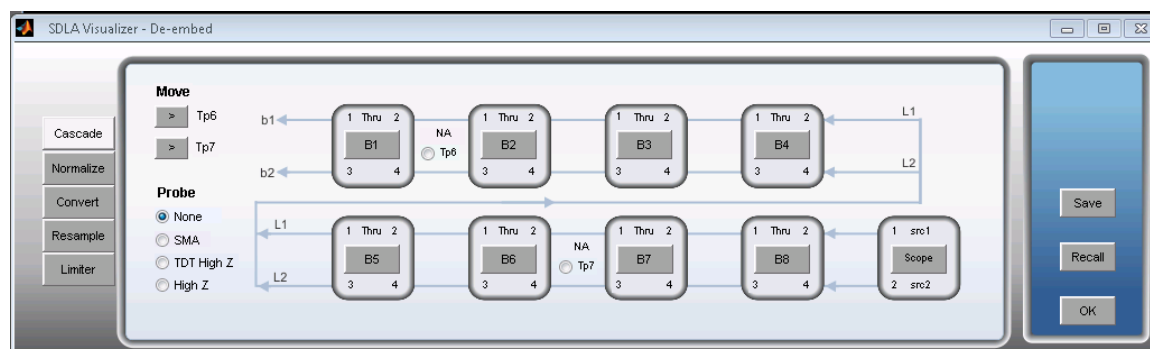 SDLA Visualizer - De-embed
Cascade
Normalize
Convert
Resample
Limiter
Move
> Tp6
> Tp7
Probe
None
SMA
TDT High Z
High Z
b1
b2
1 Thru 2
B1
3 4
NA
Tp6
1 Thru 2
B2
3 4
1 Thru 2
B3
3 4
1 Thru 2
B4
3 4
L1
L2
L1
L2
1 Thru 2
B5
3 4
1 Thru 2
B6
3 4
NA
Tp7
1 Thru 2
B7
3 4
1 Thru 2
B8
3 4
1 src1
Scope
2 src2
Save
Recall
OK